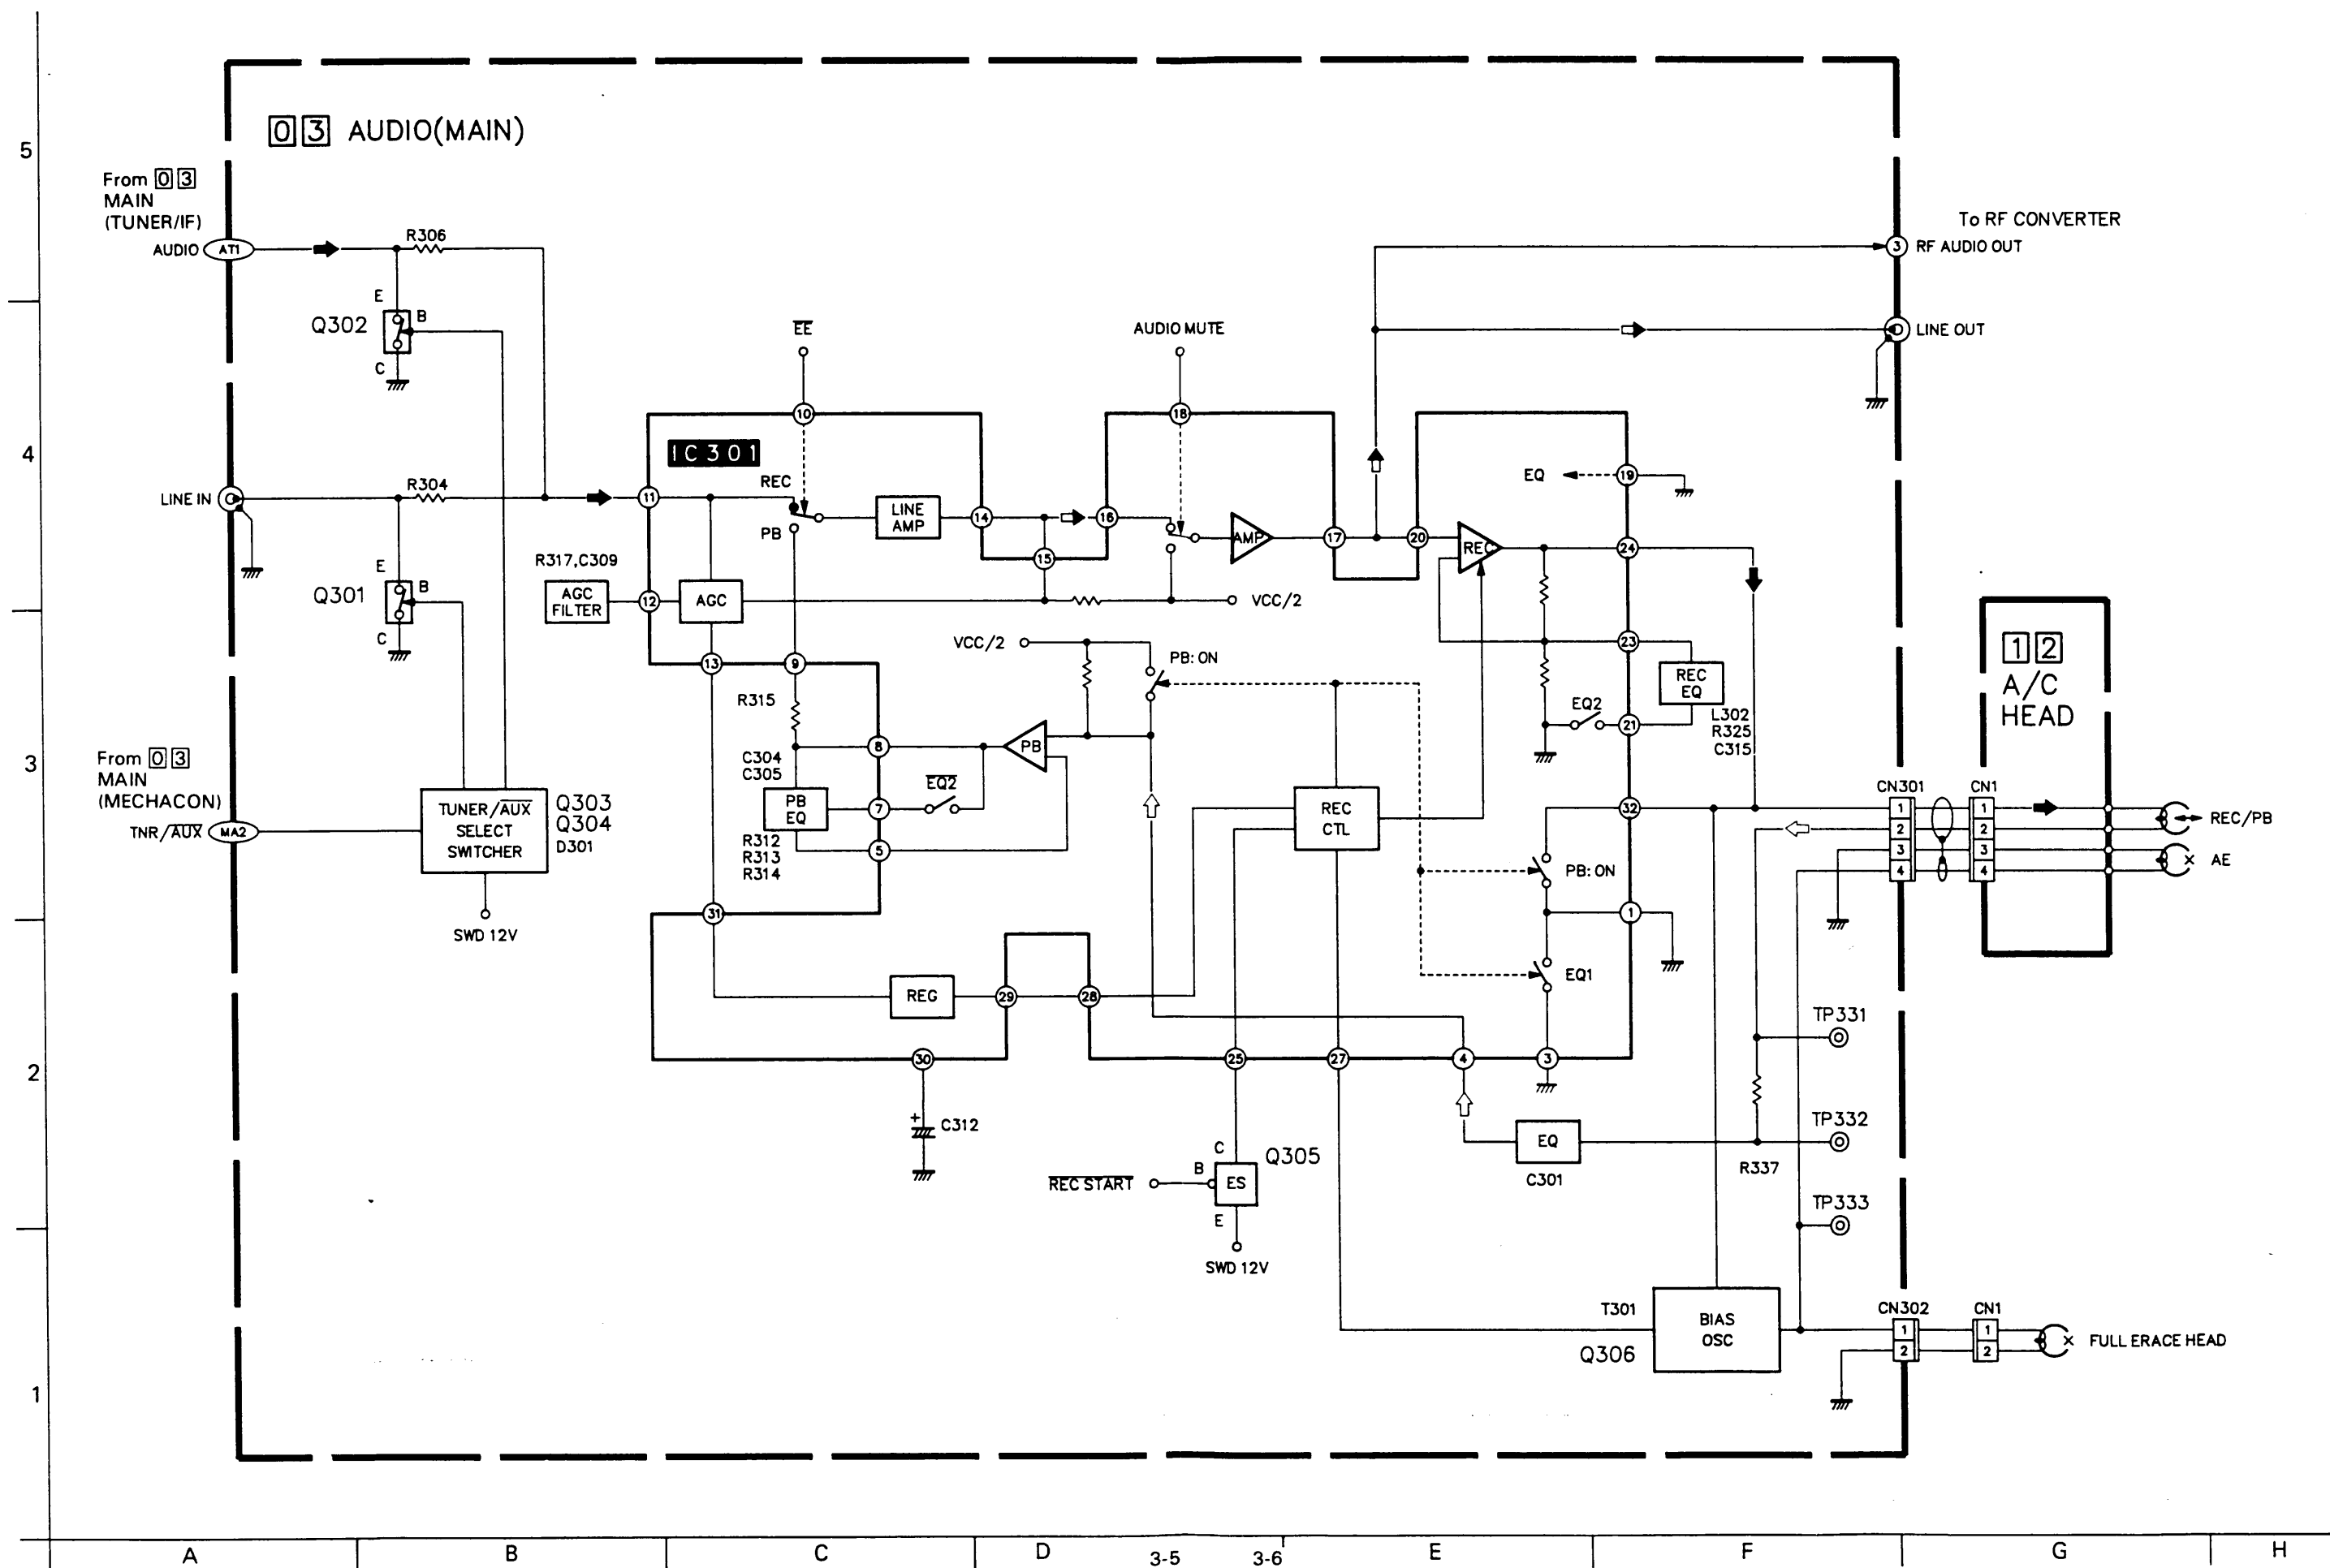 5
4
3
2
1
03 AUDIO(MAIN)
From 03
MAIN
(TUNER/IF)
AUDIO AT1
R306
E
B
C
Q302
LINE IN
R304
E
B
C
Q301
From 03
MAIN
(MECHACON)
TNR/AUX MA2
TUNER/AUX
SELECT
SWITCHER
Q303
Q304
D301
SWD 12V
EE
10
IC301
11
REC
PB
LINE
AMP
14
15
16
AUDIO MUTE
18
AMP
17
20
R317,C309
AGC
FILTER
12
AGC
VCC/2
13
9
R315
VCC/2
PB: ON
8
PB
C304
C305
PB
EQ
7
EQ2
R312
R313
R314
5
31
REG
29
28
30
+
C312
REC
CTL
25
27
4
3
C
Q305
B
ES
REC START
E
SWD 12V
EQ
19
REC
24
23
REC
EQ
EQ2
21
L302
R325
C315
32
PB: ON
1
EQ1
EQ
C301
R337
TP331
TP332
TP333
T301
BIAS
OSC
Q306
To RF CONVERTER
3 RF AUDIO OUT
LINE OUT
12
A/C
HEAD
CN301
CN1
1
2
3
4
1
2
3
4
REC/PB
AE
CN302
CN1
1
2
1
2
FULL ERACE HEAD
A
B
C
D
3-5
3-6
E
F
G
H